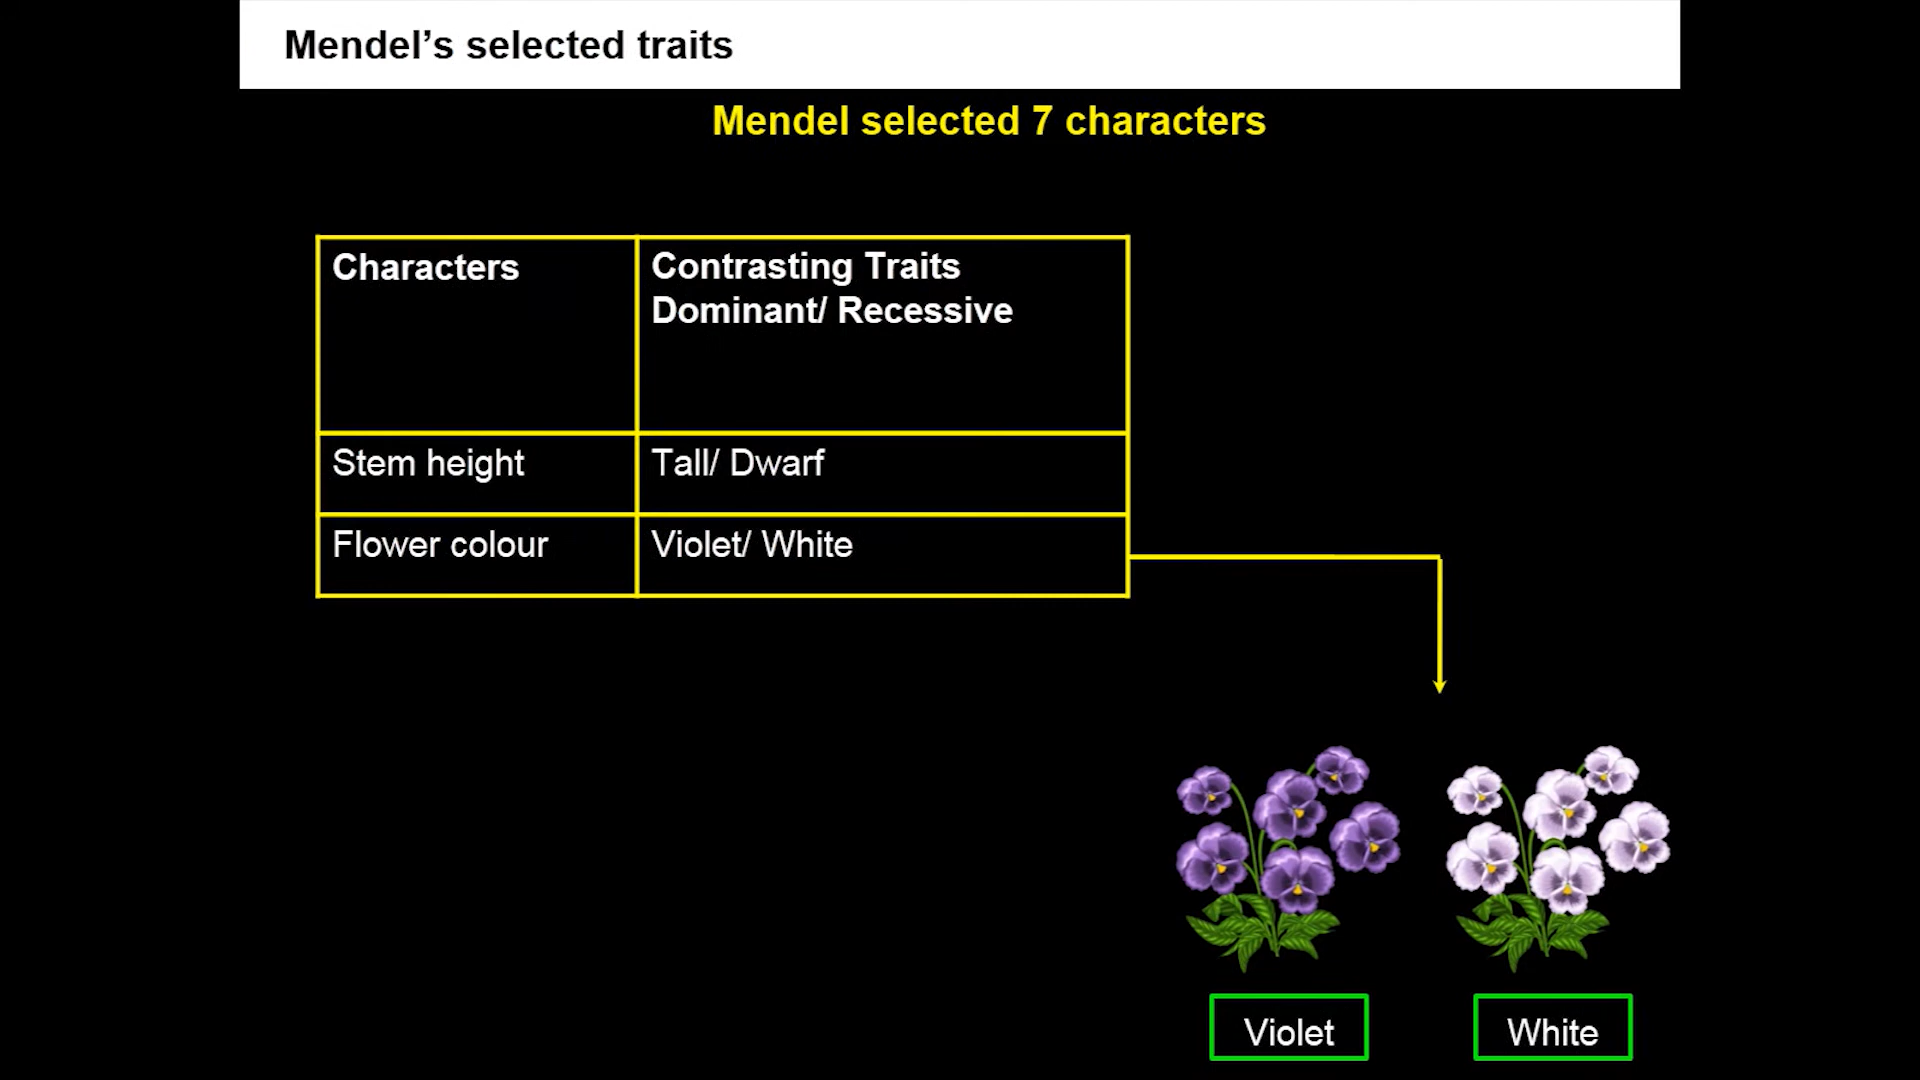 Mendel’s selected traits
Mendel selected 7 characters
Characters
Contrasting Traits
Dominant/ Recessive
Stem height
Tall/ Dwarf
Flower colour
Violet/ White
Violet
White